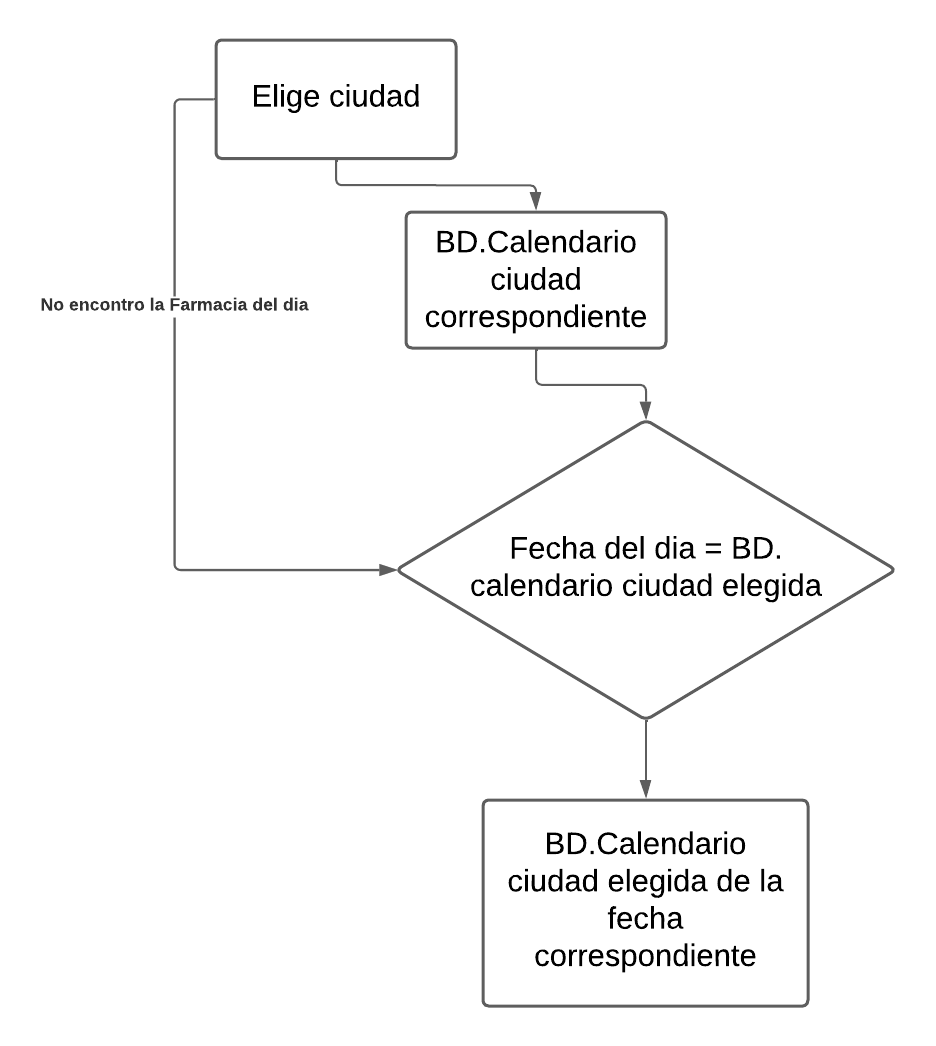 Elige ciudad
BD.Calendario
ciudad
correspondiente
No encontro la Farmacia del dia
Fecha del dia = BD.
calendario ciudad elegida
BD.Calendario
ciudad elegida de la
fecha
correspondiente